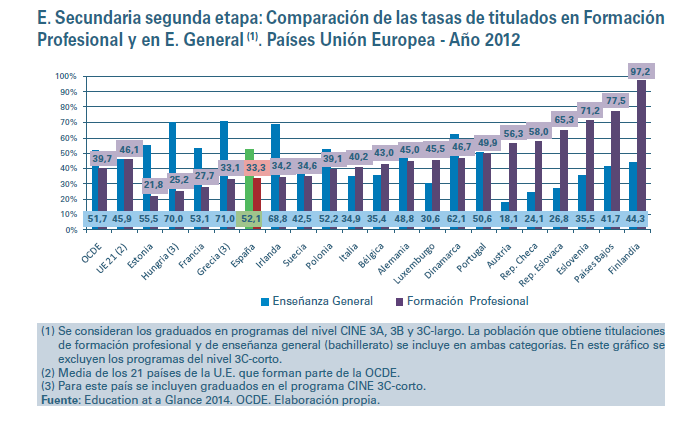 E. Secundaria segunda etapa: Comparación de las tasas de titulados en Formación
Profesional y en E. General (1). Países Unión Europea - Año 2012
100%
90%
80%
70%
60%
50%
40%
30%
20%
10%
0%
39,7 46,1 21,8 25,2 27,7 33,1 33,3 34,2 34,6 39,1 40,2 43,0 45,0 45,5 46,7 49,9 56,3 58,0 65,3 71,2 77,5 97,2
51,7 45,9 55,5 70,0 53,1 71,0 52,1 68,8 42,5 52,2 34,9 35,4 48,8 30,6 62,1 50,6 18,1 24,1 26,8 35,5 41,7 44,3
OCDE
UE 21 (2)
Estonia
Hungría (3)
Francia
Grecia (3)
España
Irlanda
Suecia
Polonia
Italia
Bélgica
Alemania
Luxemburgo
Dinamarca
Portugal
Austria
Rep. Checa
Rep. Eslovaca
Eslovenia
Países Bajos
Finlandia
Enseñanza General Formación Profesional
(1) Se consideran los graduados en programas del nivel CINE 3A, 3B y 3C-largo. La población que obtiene titulaciones
de formación profesional y de enseñanza general (bachillerato) se incluye en ambas categorías. En este gráfico se
excluyen los programas del nivel 3C-corto.
(2) Media de los 21 países de la U.E. que forman parte de la OCDE.
(3) Para este país se incluyen graduados en el programa CINE 3C-corto.
Fuente: Education at a Glance 2014. OCDE. Elaboración propia.